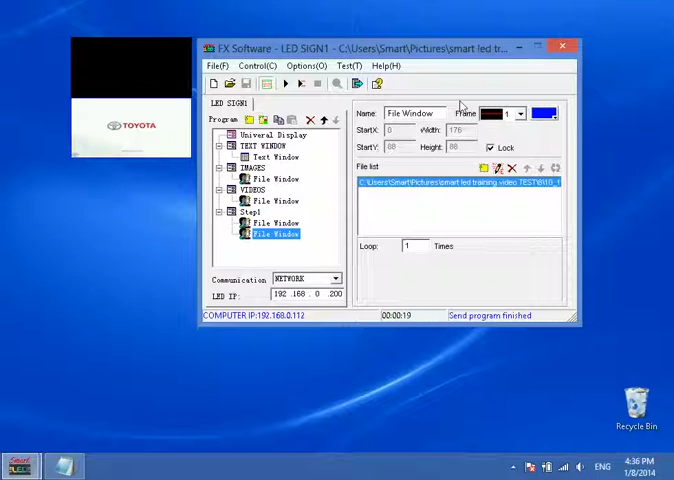 TOYOTA
FX Software - LED SIGN1 - C:\Users\Smart\Pictures\smart led tr...
File(F) Control(C) Options(O) Test(T) Help(H)
LED SIGN1
Program
Univeral Display
TEXT WINDOW
Text Window
IMAGES
File Window
VIDEOS
File Window
Step1
File Window
File Window
Communication NETWORK
LED IP: 192 .168 . 0 .200
Name: File Window Frame 1
StartX: 0 Width: 176
StartY: 88 Height: 88 Lock
File list
C:\Users\Smart\Pictures\smart led training video TEST\8\16_1
Loop: 1 Times
COMPUTER IP:192.168.0.112 00:00:19 Send program finished
Recycle Bin
Smart
ENG
4:36 PM
1/8/2014